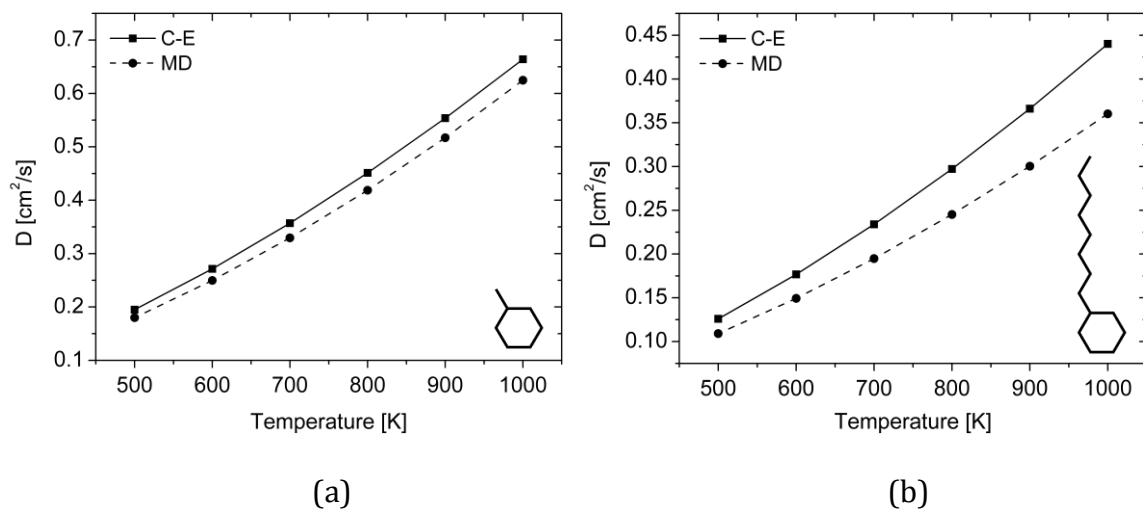 C-E
MD
D [cm²/s]
0.7
0.6
0.5
0.4
0.3
0.2
0.1
500 600 700 800 900 1000
Temperature [K]
(a)
C-E
MD
D [cm²/s]
0.45
0.40
0.35
0.30
0.25
0.20
0.15
0.10
500 600 700 800 900 1000
Temperature [K]
(b)